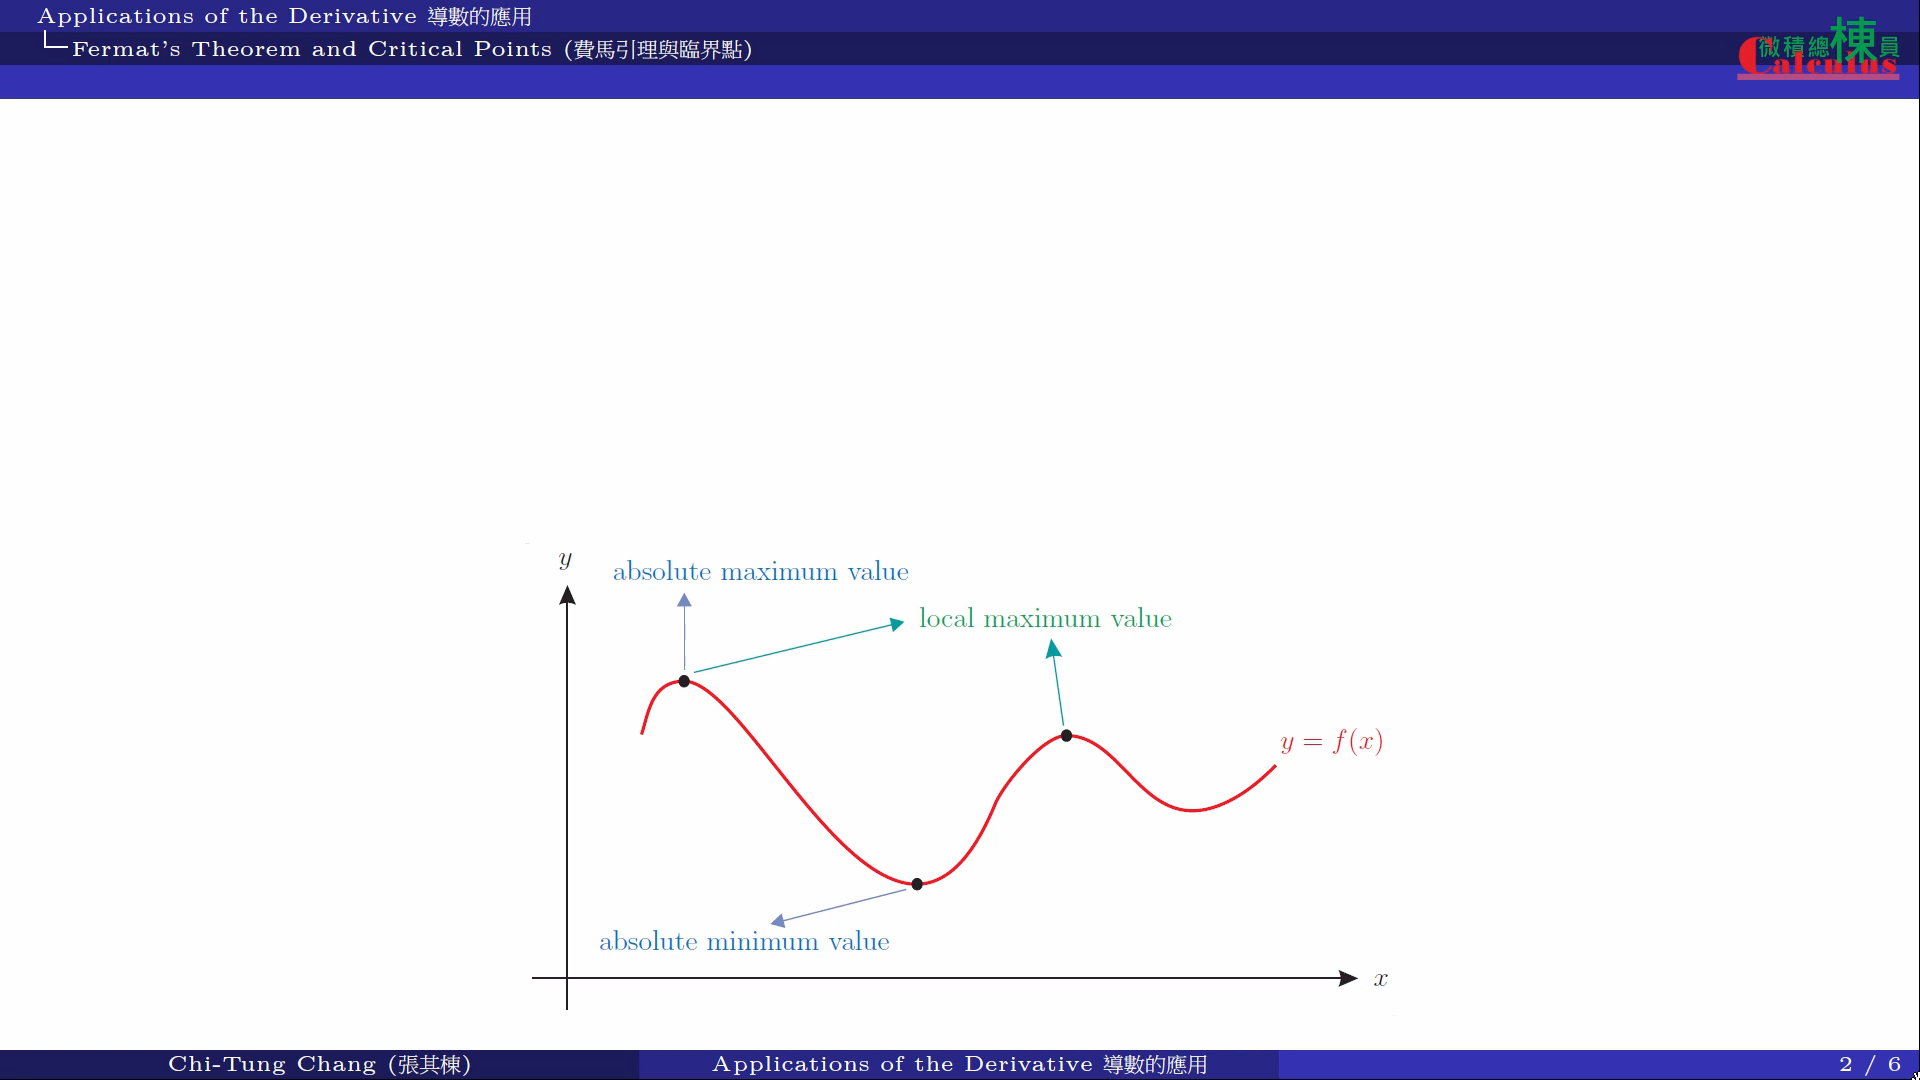 Applications of the Derivative 導數的應用
Fermat's Theorem and Critical Points (費馬引理與臨界點)
微積總棟員
Calculus
y
absolute maximum value
local maximum value
y = f(x)
absolute minimum value
x
Chi-Tung Chang (張其棟)
Applications of the Derivative 導數的應用
2 / 6